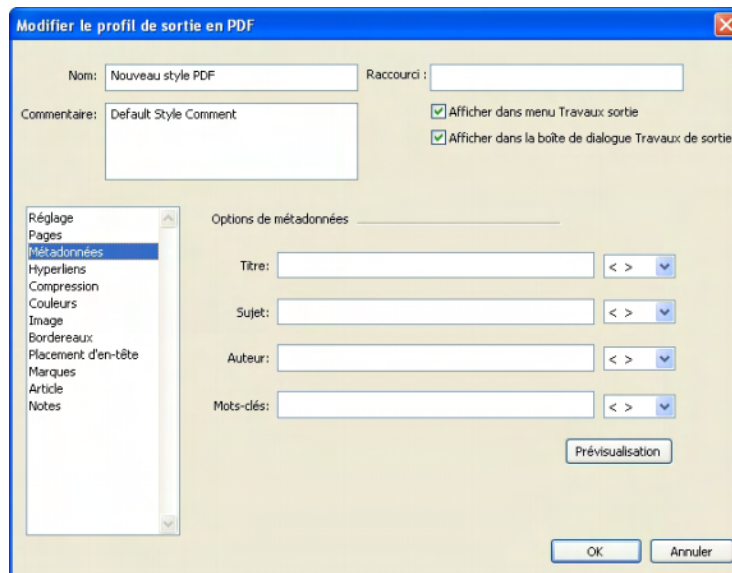 Modifier le profil de sortie en PDF
Nom: Nouveau style PDF Raccourci :
Commentaire: Default Style Comment
Afficher dans menu Travaux sortie
Afficher dans la boîte de dialogue Travaux de sortie
Réglage
Pages
Métadonnées
Hyperliens
Compression
Couleurs
Image
Bordereaux
Placement d'en-tête
Marques
Article
Notes
Options de métadonnées
Titre: < >
Sujet: < >
Auteur: < >
Mots-clés: < >
Prévisualisation
OK Annuler